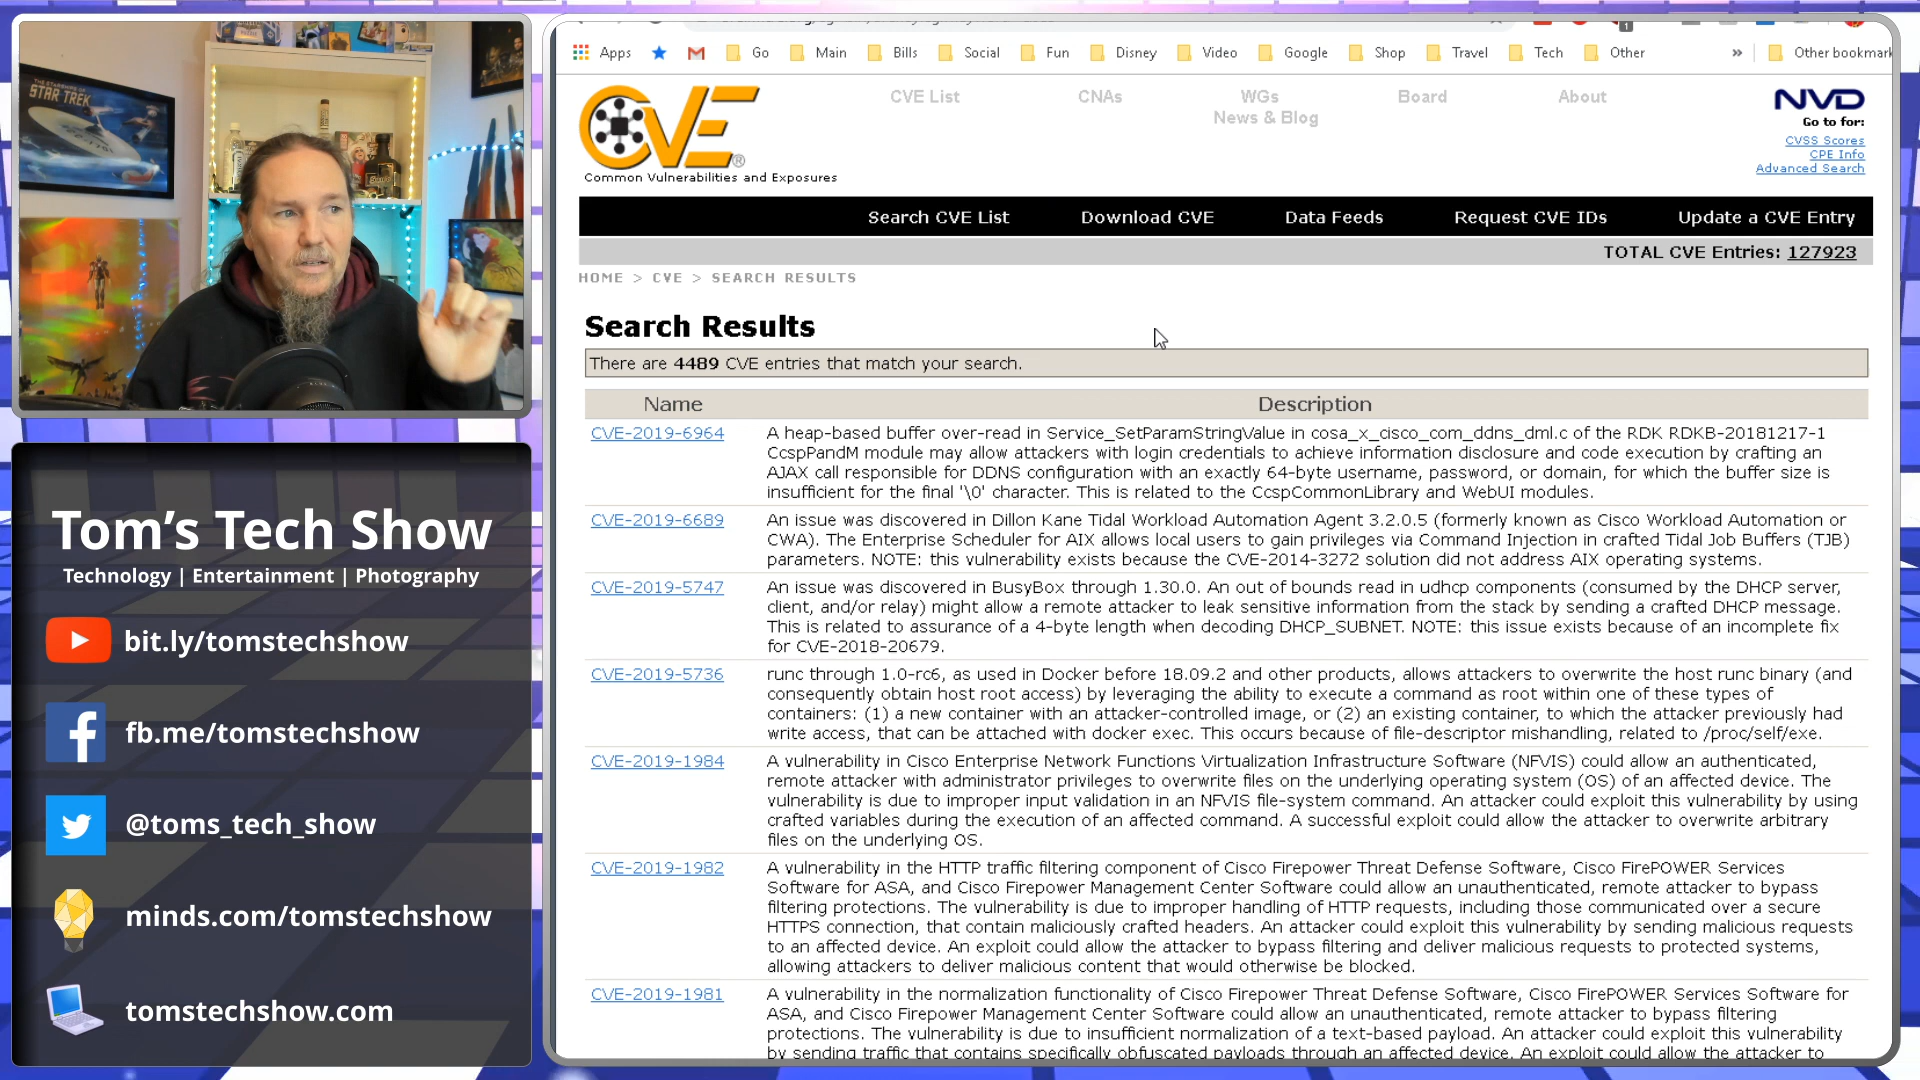 THE STARSHIPS OF
STAR TREK
Tom's Tech Show
Technology | Entertainment | Photography
bit.ly/tomstechshow
fb.me/tomstechshow
@toms_tech_show
minds.com/tomstechshow
tomstechshow.com
1
Apps Go Main Bills Social Fun Disney Video Google Shop Travel Tech Other » Other bookmark
CVE®
Common Vulnerabilities and Exposures
CVE List CNAs WGs Board About
News & Blog
NVD
Go to for:
CVSS Scores
CPE Info
Advanced Search
Search CVE List Download CVE Data Feeds Request CVE IDs Update a CVE Entry
TOTAL CVE Entries: 127923
HOME > CVE > SEARCH RESULTS
Search Results
There are 4489 CVE entries that match your search.
Name Description
CVE-2019-6964 A heap-based buffer over-read in Service_SetParamStringValue in cosa_x_cisco_com_ddns_dml.c of the RDK RDKB-20181217-1
CcspPandM module may allow attackers with login credentials to achieve information disclosure and code execution by crafting an
AJAX call responsible for DDNS configuration with an exactly 64-byte username, password, or domain, for which the buffer size is
insufficient for the final '\0' character. This is related to the CcspCommonLibrary and WebUI modules.
CVE-2019-6689 An issue was discovered in Dillon Kane Tidal Workload Automation Agent 3.2.0.5 (formerly known as Cisco Workload Automation or
CWA). The Enterprise Scheduler for AIX allows local users to gain privileges via Command Injection in crafted Tidal Job Buffers (TJB)
parameters. NOTE: this vulnerability exists because the CVE-2014-3272 solution did not address AIX operating systems.
CVE-2019-5747 An issue was discovered in BusyBox through 1.30.0. An out of bounds read in udhcp components (consumed by the DHCP server,
client, and/or relay) might allow a remote attacker to leak sensitive information from the stack by sending a crafted DHCP message.
This is related to assurance of a 4-byte length when decoding DHCP_SUBNET. NOTE: this issue exists because of an incomplete fix
for CVE-2018-20679.
CVE-2019-5736 runc through 1.0-rc6, as used in Docker before 18.09.2 and other products, allows attackers to overwrite the host runc binary (and
consequently obtain host root access) by leveraging the ability to execute a command as root within one of these types of
containers: (1) a new container with an attacker-controlled image, or (2) an existing container, to which the attacker previously had
write access, that can be attached with docker exec. This occurs because of file-descriptor mishandling, related to /proc/self/exe.
CVE-2019-1984 A vulnerability in Cisco Enterprise Network Functions Virtualization Infrastructure Software (NFVIS) could allow an authenticated,
remote attacker with administrator privileges to overwrite files on the underlying operating system (OS) of an affected device. The
vulnerability is due to improper input validation in an NFVIS file-system command. An attacker could exploit this vulnerability by using
crafted variables during the execution of an affected command. A successful exploit could allow the attacker to overwrite arbitrary
files on the underlying OS.
CVE-2019-1982 A vulnerability in the HTTP traffic filtering component of Cisco Firepower Threat Defense Software, Cisco FirePOWER Services
Software for ASA, and Cisco Firepower Management Center Software could allow an unauthenticated, remote attacker to bypass
filtering protections. The vulnerability is due to improper handling of HTTP requests, including those communicated over a secure
HTTPS connection, that contain maliciously crafted headers. An attacker could exploit this vulnerability by sending malicious requests
to an affected device. An exploit could allow the attacker to bypass filtering and deliver malicious requests to protected systems,
allowing attackers to deliver malicious content that would otherwise be blocked.
CVE-2019-1981 A vulnerability in the normalization functionality of Cisco Firepower Threat Defense Software, Cisco FirePOWER Services Software for
ASA, and Cisco Firepower Management Center Software could allow an unauthenticated, remote attacker to bypass filtering
protections. The vulnerability is due to insufficient normalization of a text-based payload. An attacker could exploit this vulnerability
by sending traffic that contains specifically obfuscated payloads through an affected device. An exploit could allow the attacker to